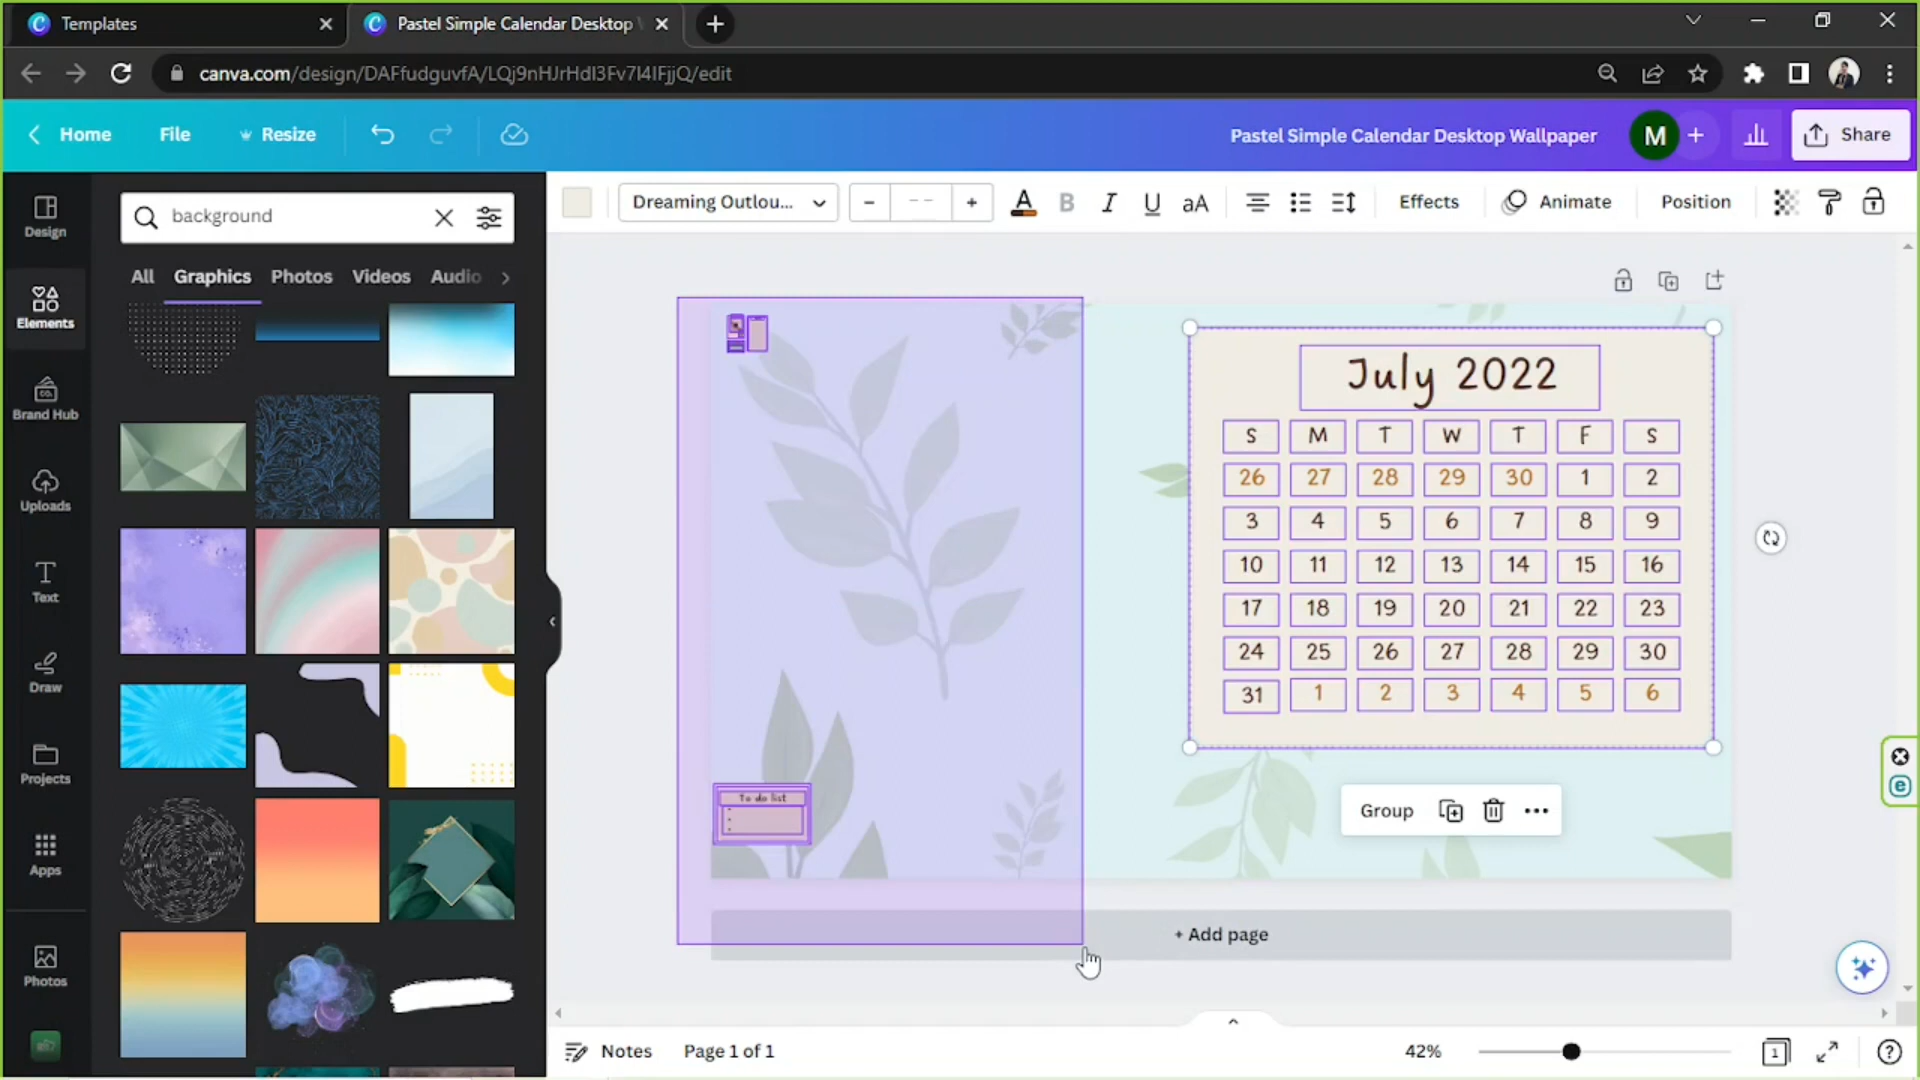 Templates
Pastel Simple Calendar Desktop
canva.com/design/DAFfudguvfA/LQj9nHJrHdI3Fv7I4IFjjQ/edit
Home File Resize
Pastel Simple Calendar Desktop Wallpaper
M
Share
Design
Elements
Brand Hub
Uploads
Text
Draw
Projects
Apps
Photos
background
All Graphics Photos Videos Audio
Dreaming Outlou...
B I U aA
Effects
Animate
Position
July 2022
S M T W T F S
26 27 28 29 30 1 2
3 4 5 6 7 8 9
10 11 12 13 14 15 16
17 18 19 20 21 22 23
24 25 26 27 28 29 30
31 1 2 3 4 5 6
To do list
Group
+ Add page
Notes Page 1 of 1
42%
1